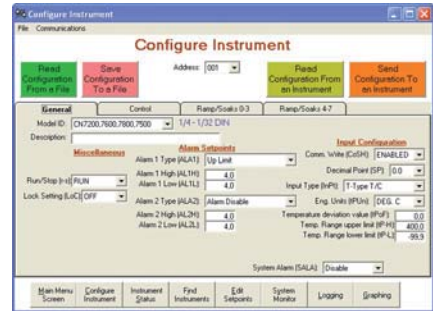 Configure Instrument
File Communications
Configure Instrument
Read Configuration From a File
Save Configuration To a File
Address: 001
Read Configuration From an Instrument
Send Configuration To an Instrument
General Control Ramp/Soaks 0-3 Ramp/Soaks 4-7
Model ID: CN7200,7600,7800,7500 1/4 - 1/32 DIN
Description:
Miscellaneous
Run/Stop (r-s) RUN
Lock Setting (LoC) OFF
Alarm Setpoints
Alarm 1 Type (ALA1) Up Limit
Alarm 1 High (AL1H) 4.0
Alarm 1 Low (AL1L) 4.0
Alarm 2 Type (ALA2) Alarm Disable
Alarm 2 High (AL2H) 4.0
Alarm 2 Low (AL2L) 4.0
Input Configuration
Comm. Write (CoSH) ENABLED
Decimal Point (SP) 0.0
Input Type (InPt) T-Type T/C
Eng. Units (tPUn) DEG. C
Temperature deviation value (tPoF) 0.0
Temp. Range upper limit (tP-H) 400.0
Temp. Range lower limit (tP-L) -99.9
System Alarm (SALA) Disable
Main Menu Screen
Configure Instrument
Instrument Status
Find Instruments
Edit Setpoints
System Monitor
Logging
Graphing